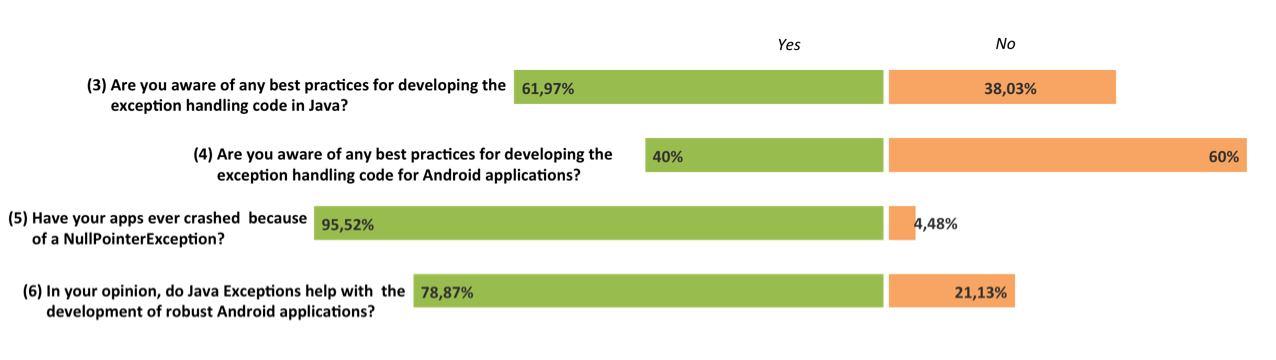 Yes No
(3) Are you aware of any best practices for developing the
exception handling code in Java?
61,97% 38,03%
(4) Are you aware of any best practices for developing the
exception handling code for Android applications?
40% 60%
(5) Have your apps ever crashed  because
of a NullPointerException?
95,52% 4,48%
(6) In your opinion, do Java Exceptions help with  the
development of robust Android applications?
78,87% 21,13%